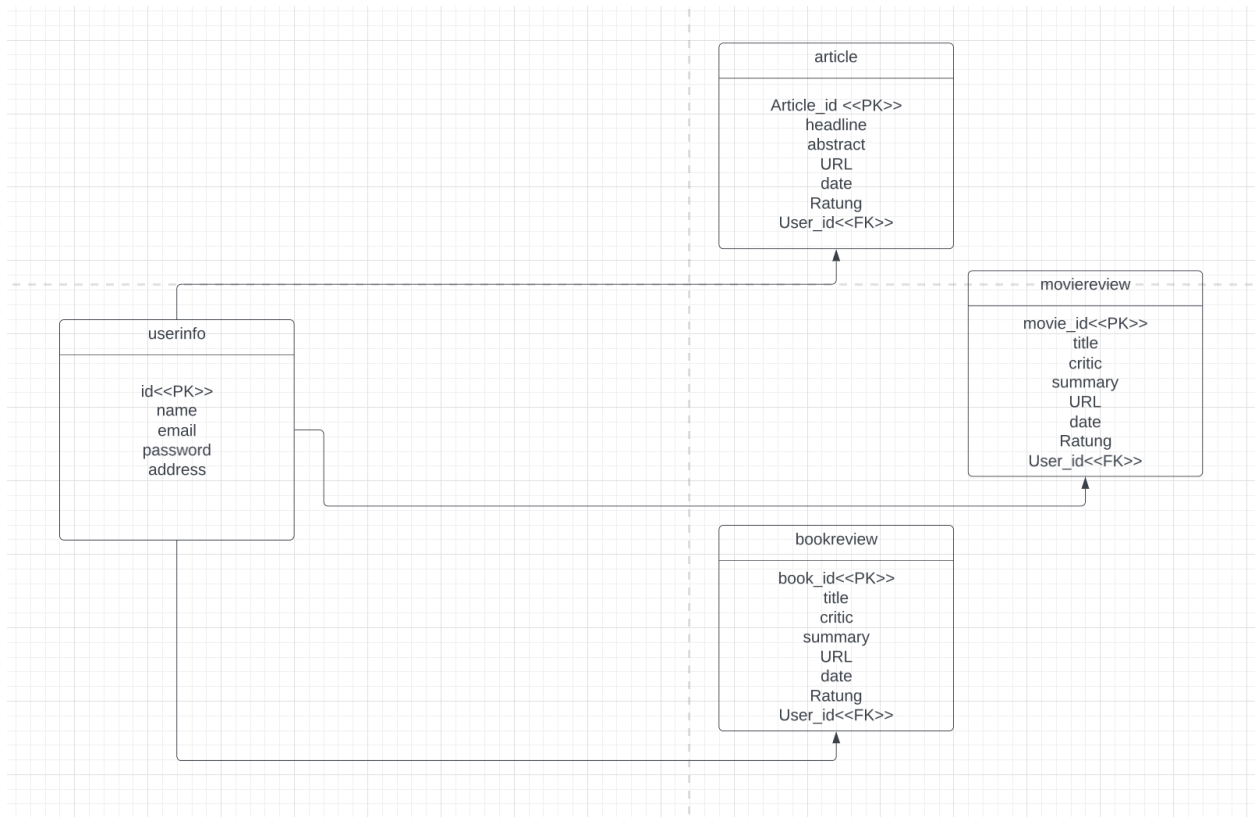 article
Article_id <<PK>>
headline
abstract
URL
date
Ratung
User_id<<FK>>
userinfo
id<<PK>>
name
email
password
address
moviereview
movie_id<<PK>>
title
critic
summary
URL
date
Ratung
User_id<<FK>>
bookreview
book_id<<PK>>
title
critic
summary
URL
date
Ratung
User_id<<FK>>